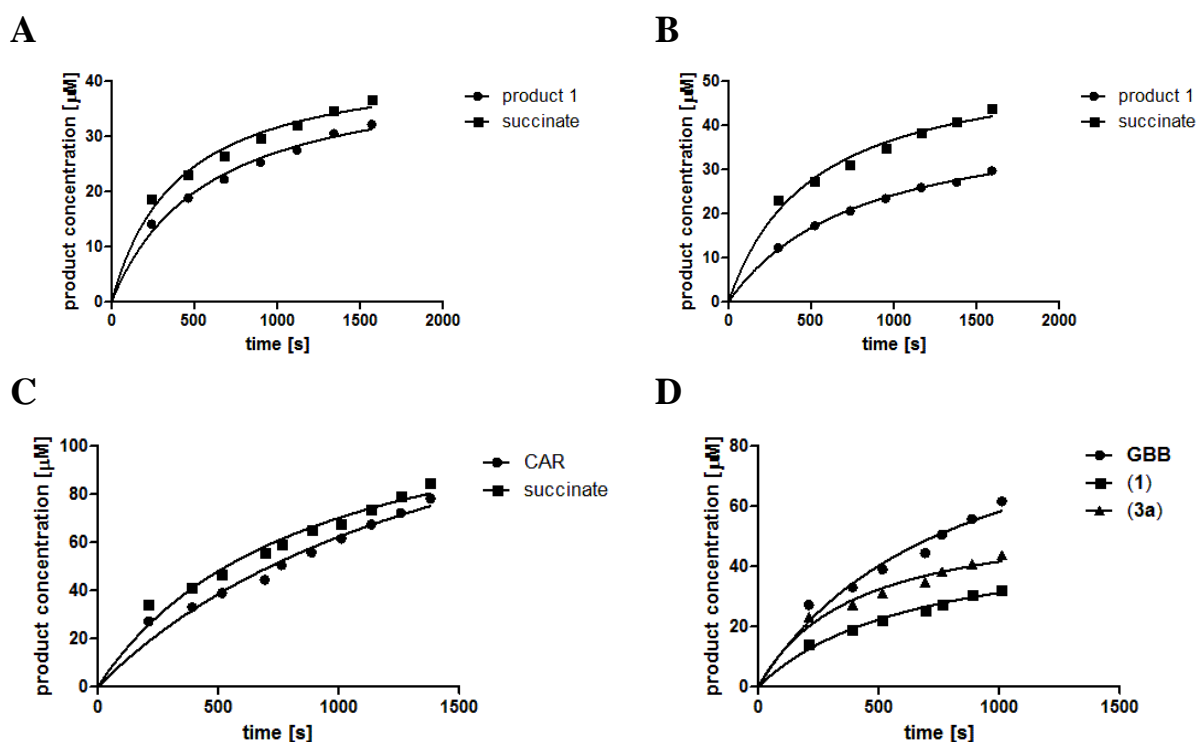 A
product concentration [µM]
40
30
20
10
0
0 500 1000 1500 2000
time [s]
product 1
succinate
B
product concentration [µM]
50
40
30
20
10
0
0 500 1000 1500 2000
time [s]
product 1
succinate
C
product concentration [µM]
100
80
60
40
20
0
0 500 1000 1500
time [s]
CAR
succinate
D
product concentration [µM]
80
60
40
20
0
0 500 1000 1500
time [s]
GBB
(1)
(3a)